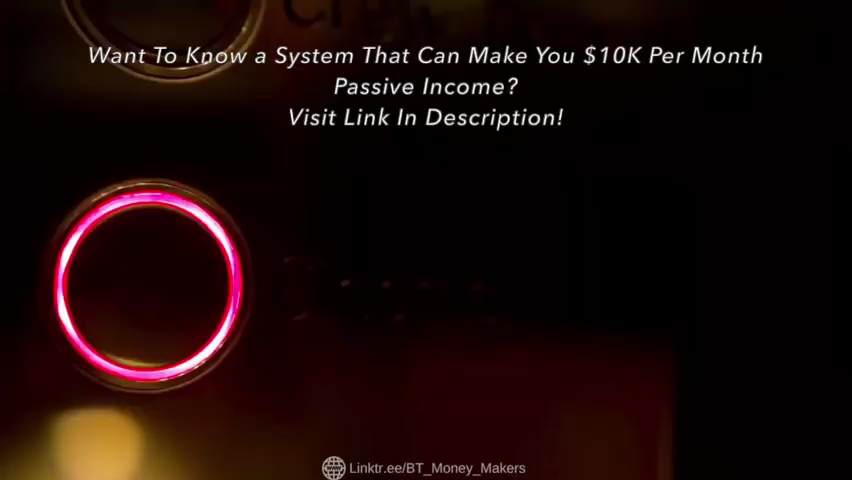 Want To Know a System That Can Make You $10K Per Month
Passive Income?
Visit Link In Description!
Linktr.ee/BT_Money_Makers